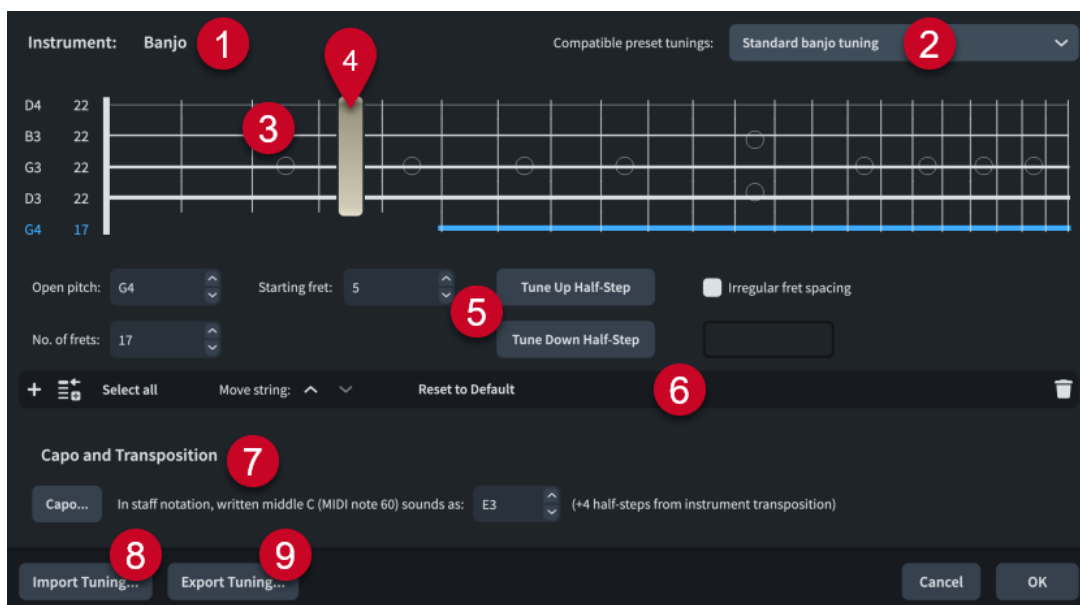 Instrument: Banjo 1 Compatible preset tunings: Standard banjo tuning 2
4
D4 22
3
B3 22
G3 22
D3 22
G4 17
Open pitch: G4 Starting fret: 5 Tune Up Half-Step Irregular fret spacing
5
No. of frets: 17 Tune Down Half-Step
+ Select all Move string: Reset to Default 6
Capo and Transposition 7
Capo... In staff notation, written middle C (MIDI note 60) sounds as: E3 (+4 half-steps from instrument transposition)
8 9
Import Tuning... Export Tuning... Cancel OK